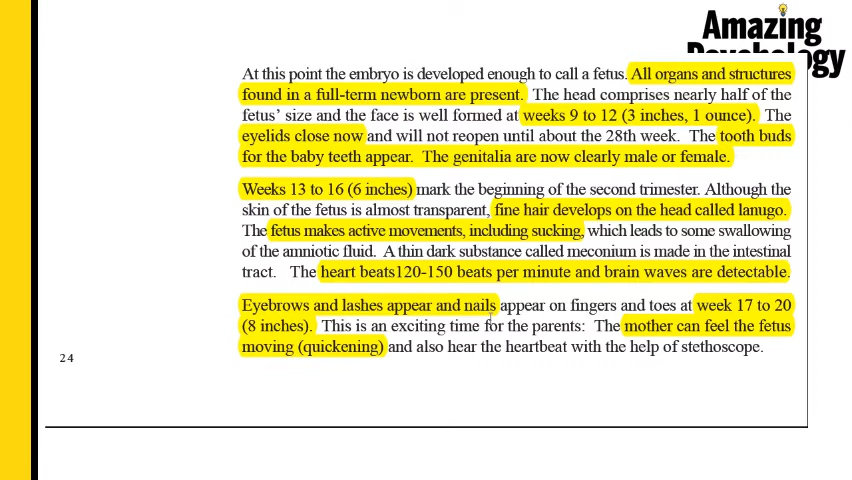 Amazing
Psychology
At this point the embryo is developed enough to call a fetus. All organs and structures
found in a full-term newborn are present. The head comprises nearly half of the
fetus’ size and the face is well formed at weeks 9 to 12 (3 inches, 1 ounce). The
eyelids close now and will not reopen until about the 28th week. The tooth buds
for the baby teeth appear. The genitalia are now clearly male or female.
Weeks 13 to 16 (6 inches) mark the beginning of the second trimester. Although the
skin of the fetus is almost transparent, fine hair develops on the head called lanugo.
The fetus makes active movements, including sucking, which leads to some swallowing
of the amniotic fluid. A thin dark substance called meconium is made in the intestinal
tract. The heart beats120-150 beats per minute and brain waves are detectable.
Eyebrows and lashes appear and nails appear on fingers and toes at week 17 to 20
(8 inches). This is an exciting time for the parents: The mother can feel the fetus
moving (quickening) and also hear the heartbeat with the help of stethoscope.
24